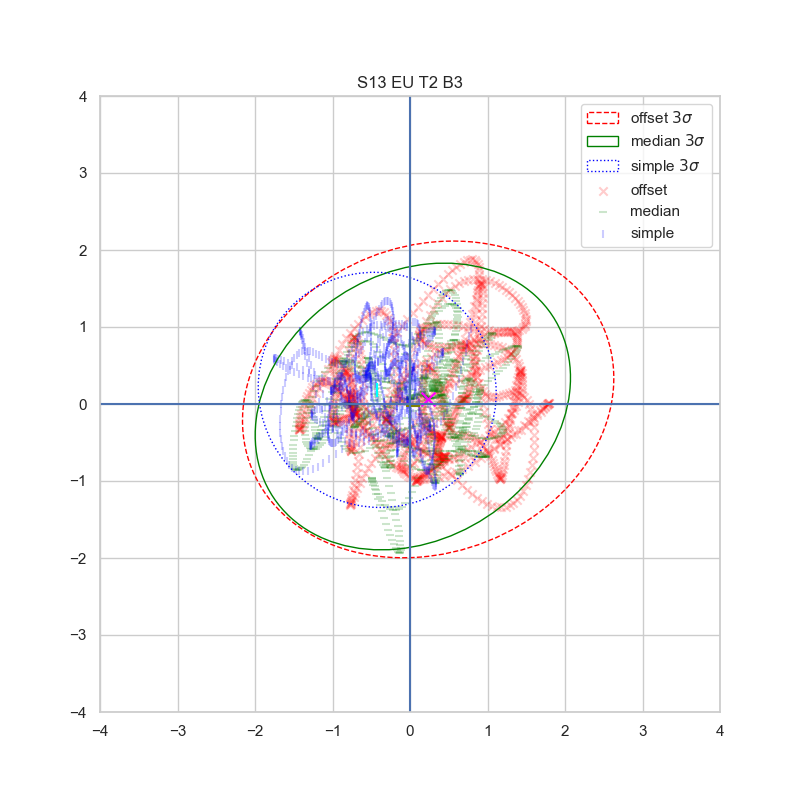 S13 EU T2 B3
offset 3σ
median 3σ
simple 3σ
offset
median
simple
4
3
2
1
0
−1
−2
−3
−4
−4 −3 −2 −1 0 1 2 3 4